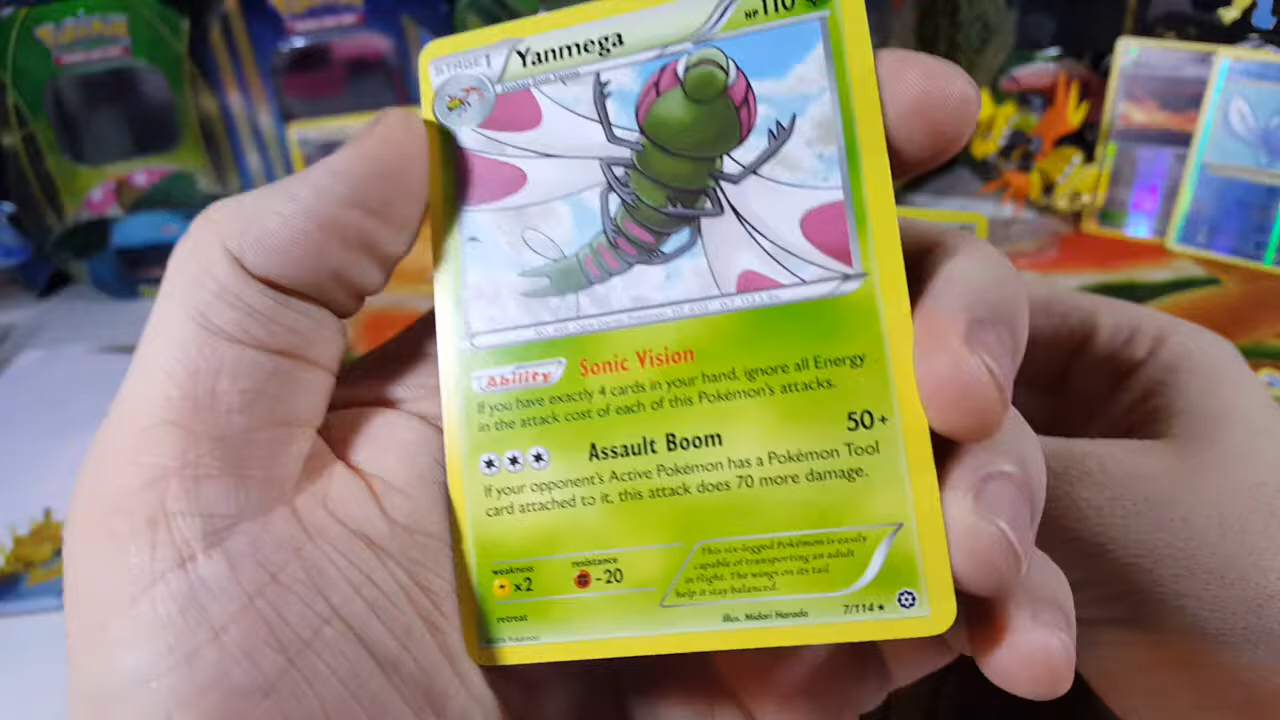 HP110
STAGE1 Yanmega
Ability Sonic Vision
If you have exactly 4 cards in your hand, ignore all Energy
in the attack cost of each of this Pokémon's attacks.
Assault Boom 50+
If your opponent's Active Pokémon has a Pokémon Tool
card attached to it, this attack does 70 more damage.
weakness resistance
x2 -20
retreat
This six-legged Pokémon is easily
capable of transporting an adult
in flight. The wings on its tail
help it stay balanced.
Illus. Midori Harada 7/114 ★